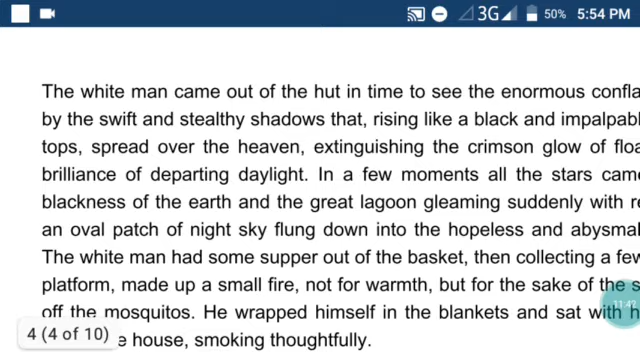 3G 50% 5:54 PM
The white man came out of the hut in time to see the enormous confla
by the swift and stealthy shadows that, rising like a black and impalpabl
tops, spread over the heaven, extinguishing the crimson glow of floa
brilliance of departing daylight. In a few moments all the stars came
blackness of the earth and the great lagoon gleaming suddenly with re
an oval patch of night sky flung down into the hopeless and abysmal
The white man had some supper out of the basket, then collecting a few
platform, made up a small fire, not for warmth, but for the sake of the s
11:42
off the mosquitos. He wrapped himself in the blankets and sat with h
4 (4 of 10)
e house, smoking thoughtfully.